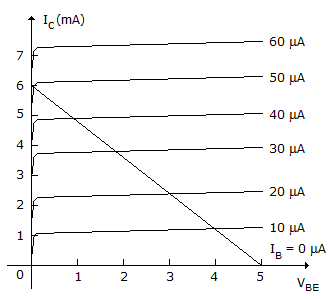 I_C (mA)
60 µA
7
50 µA
6
5
40 µA
4
30 µA
3
2
20 µA
1
10 µA
I_B = 0 µA
0
1 2 3 4 5
V_BE